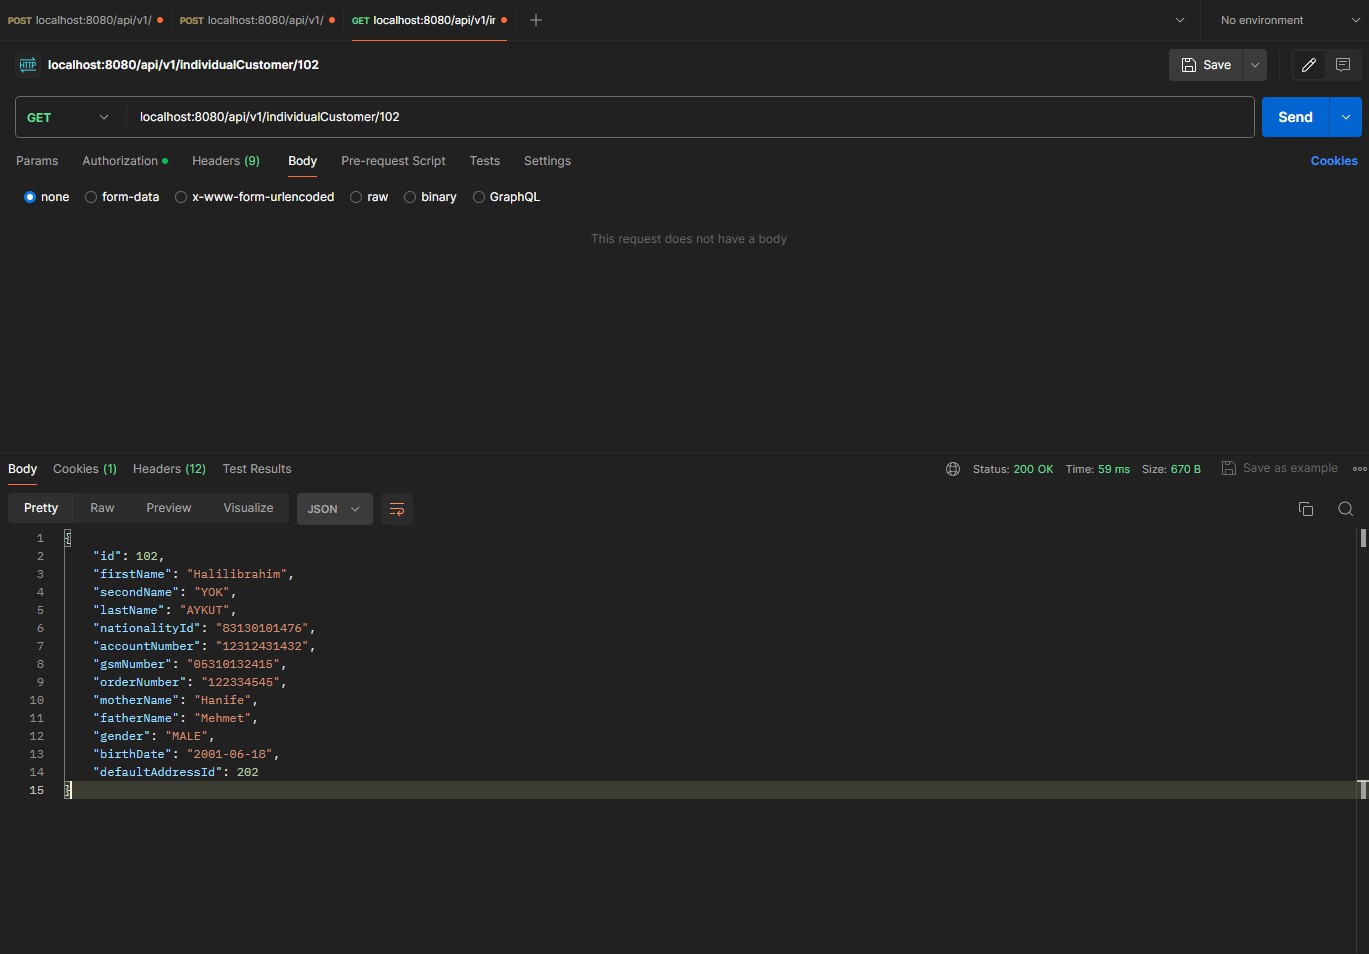 POST localhost:8080/api/v1/ POST localhost:8080/api/v1/ GET localhost:8080/api/v1/ir No environment
HTTP localhost:8080/api/v1/individualCustomer/102 Save
GET localhost:8080/api/v1/individualCustomer/102 Send
Params Authorization Headers (9) Body Pre-request Script Tests Settings Cookies
none form-data x-www-form-urlencoded raw binary GraphQL
This request does not have a body
Body Cookies (1) Headers (12) Test Results Status: 200 OK Time: 59 ms Size: 670 B Save as example
Pretty Raw Preview Visualize JSON
1 {
2 "id": 102,
3 "firstName": "Halilibrahim",
4 "secondName": "YOK",
5 "lastName": "AYKUT",
6 "nationalityId": "83130101476",
7 "accountNumber": "12312431432",
8 "gsmNumber": "05310132415",
9 "orderNumber": "122334545",
10 "motherName": "Hanife",
11 "fatherName": "Mehmet",
12 "gender": "MALE",
13 "birthDate": "2001-06-18",
14 "defaultAddressId": 202
15 }